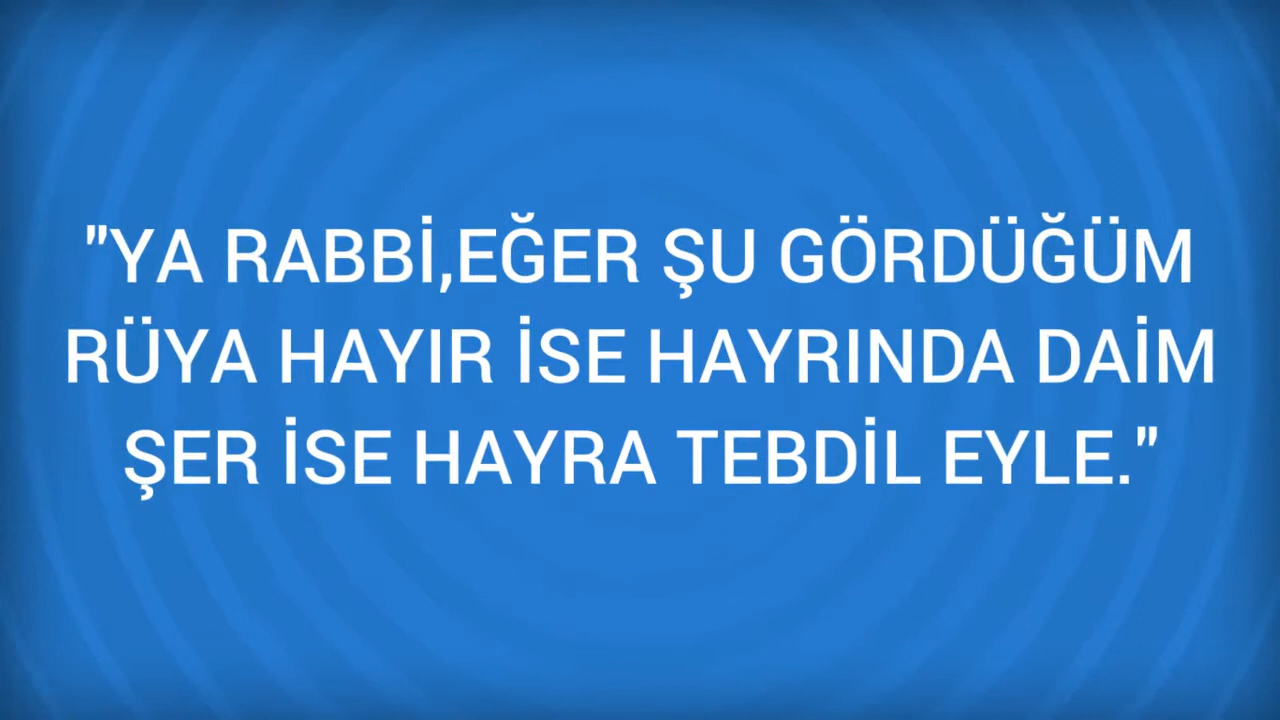 "YA RABBİ,EĞER ŞU GÖRDÜĞÜM
RÜYA HAYIR İSE HAYRINDA DAİM
ŞER İSE HAYRA TEBDİL EYLE."